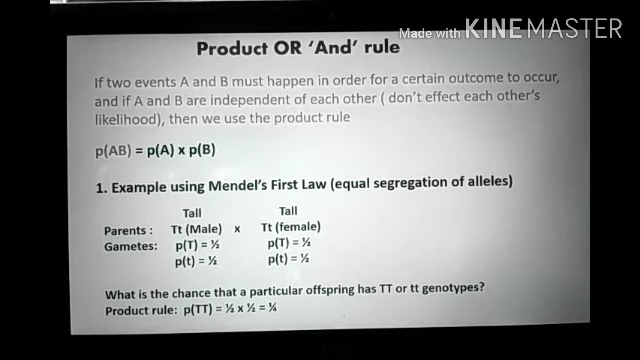 Made with KINEMASTER
Product OR ‘And’ rule
If two events A and B must happen in order for a certain outcome to occur,
and if A and B are independent of each other ( don’t effect each other’s
likelihood), then we use the product rule
p(AB) = p(A) x p(B)
1. Example using Mendel’s First Law (equal segregation of alleles)
Tall Tall
Parents : Tt (Male) x Tt (female)
Gametes: p(T) = ½ p(T) = ½
p(t) = ½ p(t) = ½
What is the chance that a particular offspring has TT or tt genotypes?
Product rule: p(TT) = ½ x ½ = ¼